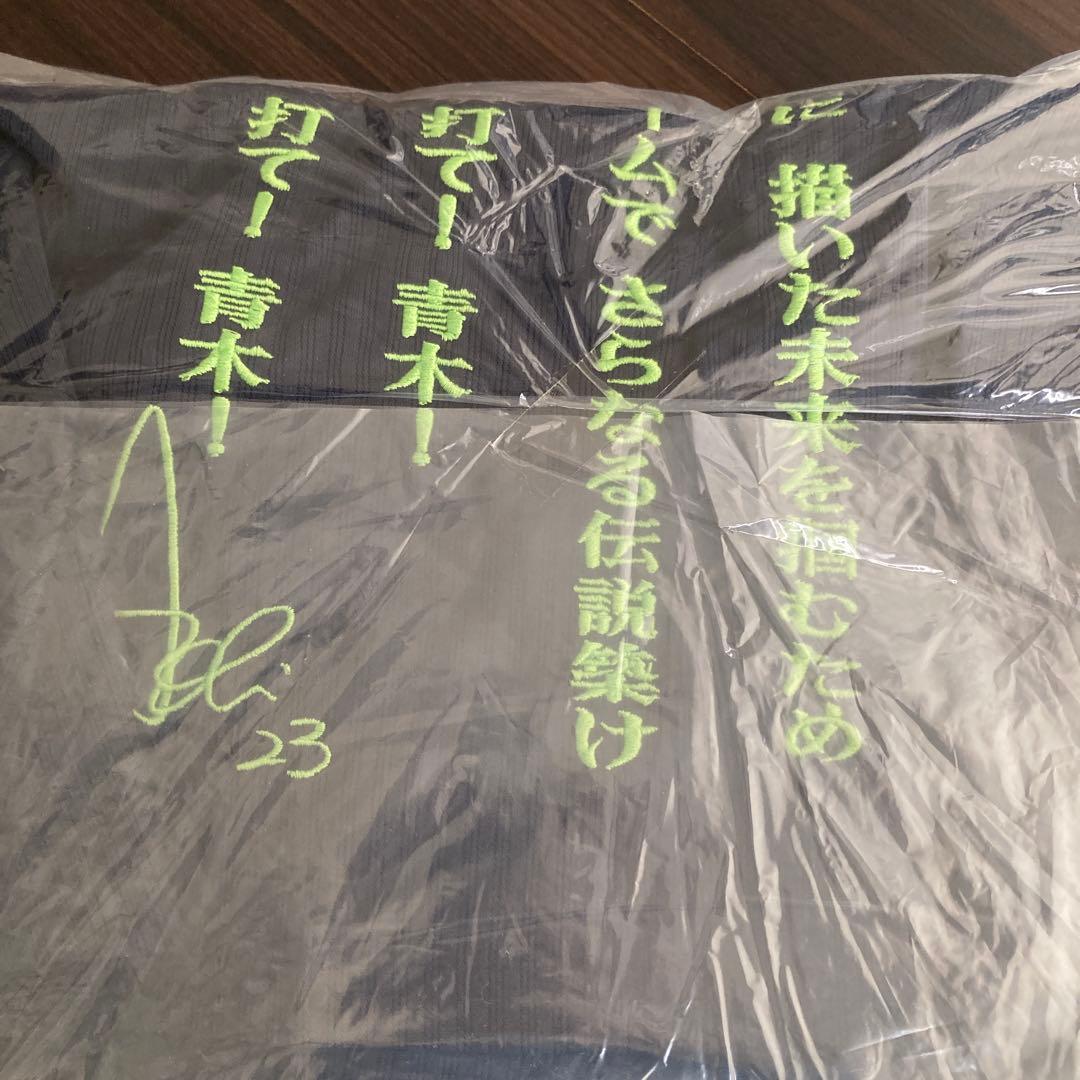 に 描いた未来を掴むため
ームで さらなる伝説築け
打て! 青木!
打て! 青木!
23